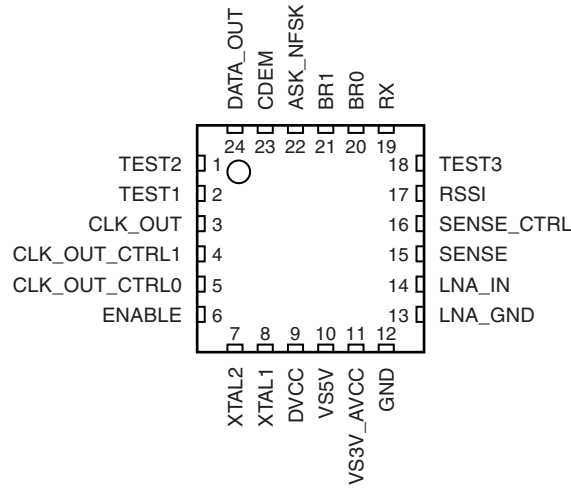 DATA_OUT
CDEM
ASK_NFSK
BR1
BR0
RX
24 23 22 21 20 19
TEST2 1 18 TEST3
TEST1 2 17 RSSI
CLK_OUT 3 16 SENSE_CTRL
CLK_OUT_CTRL1 4 15 SENSE
CLK_OUT_CTRL0 5 14 LNA_IN
ENABLE 6 13 LNA_GND
7 8 9 10 11 12
XTAL2
XTAL1
DVCC
VS5V
VS3V_AVCC
GND